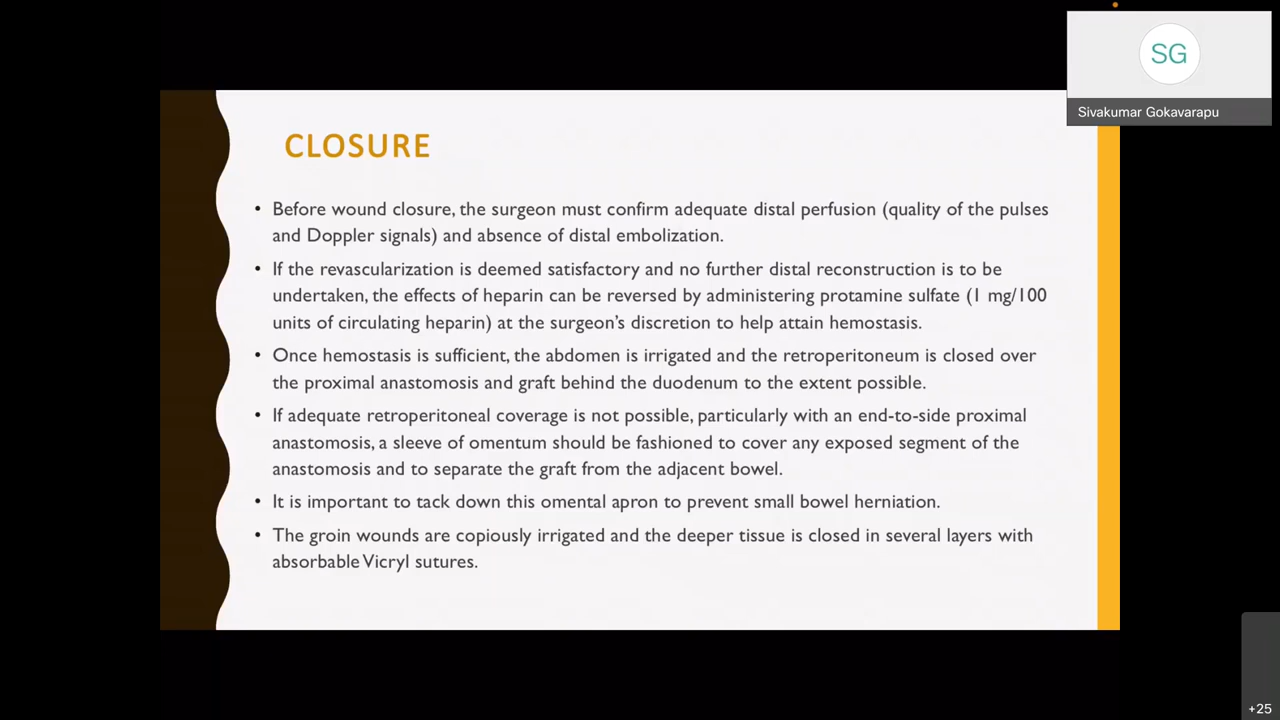 SG
Sivakumar Gokavarapu
CLOSURE
• Before wound closure, the surgeon must confirm adequate distal perfusion (quality of the pulses
and Doppler signals) and absence of distal embolization.
• If the revascularization is deemed satisfactory and no further distal reconstruction is to be
undertaken, the effects of heparin can be reversed by administering protamine sulfate (1 mg/100
units of circulating heparin) at the surgeon’s discretion to help attain hemostasis.
• Once hemostasis is sufficient, the abdomen is irrigated and the retroperitoneum is closed over
the proximal anastomosis and graft behind the duodenum to the extent possible.
• If adequate retroperitoneal coverage is not possible, particularly with an end-to-side proximal
anastomosis, a sleeve of omentum should be fashioned to cover any exposed segment of the
anastomosis and to separate the graft from the adjacent bowel.
• It is important to tack down this omental apron to prevent small bowel herniation.
• The groin wounds are copiously irrigated and the deeper tissue is closed in several layers with
absorbable Vicryl sutures.
+25